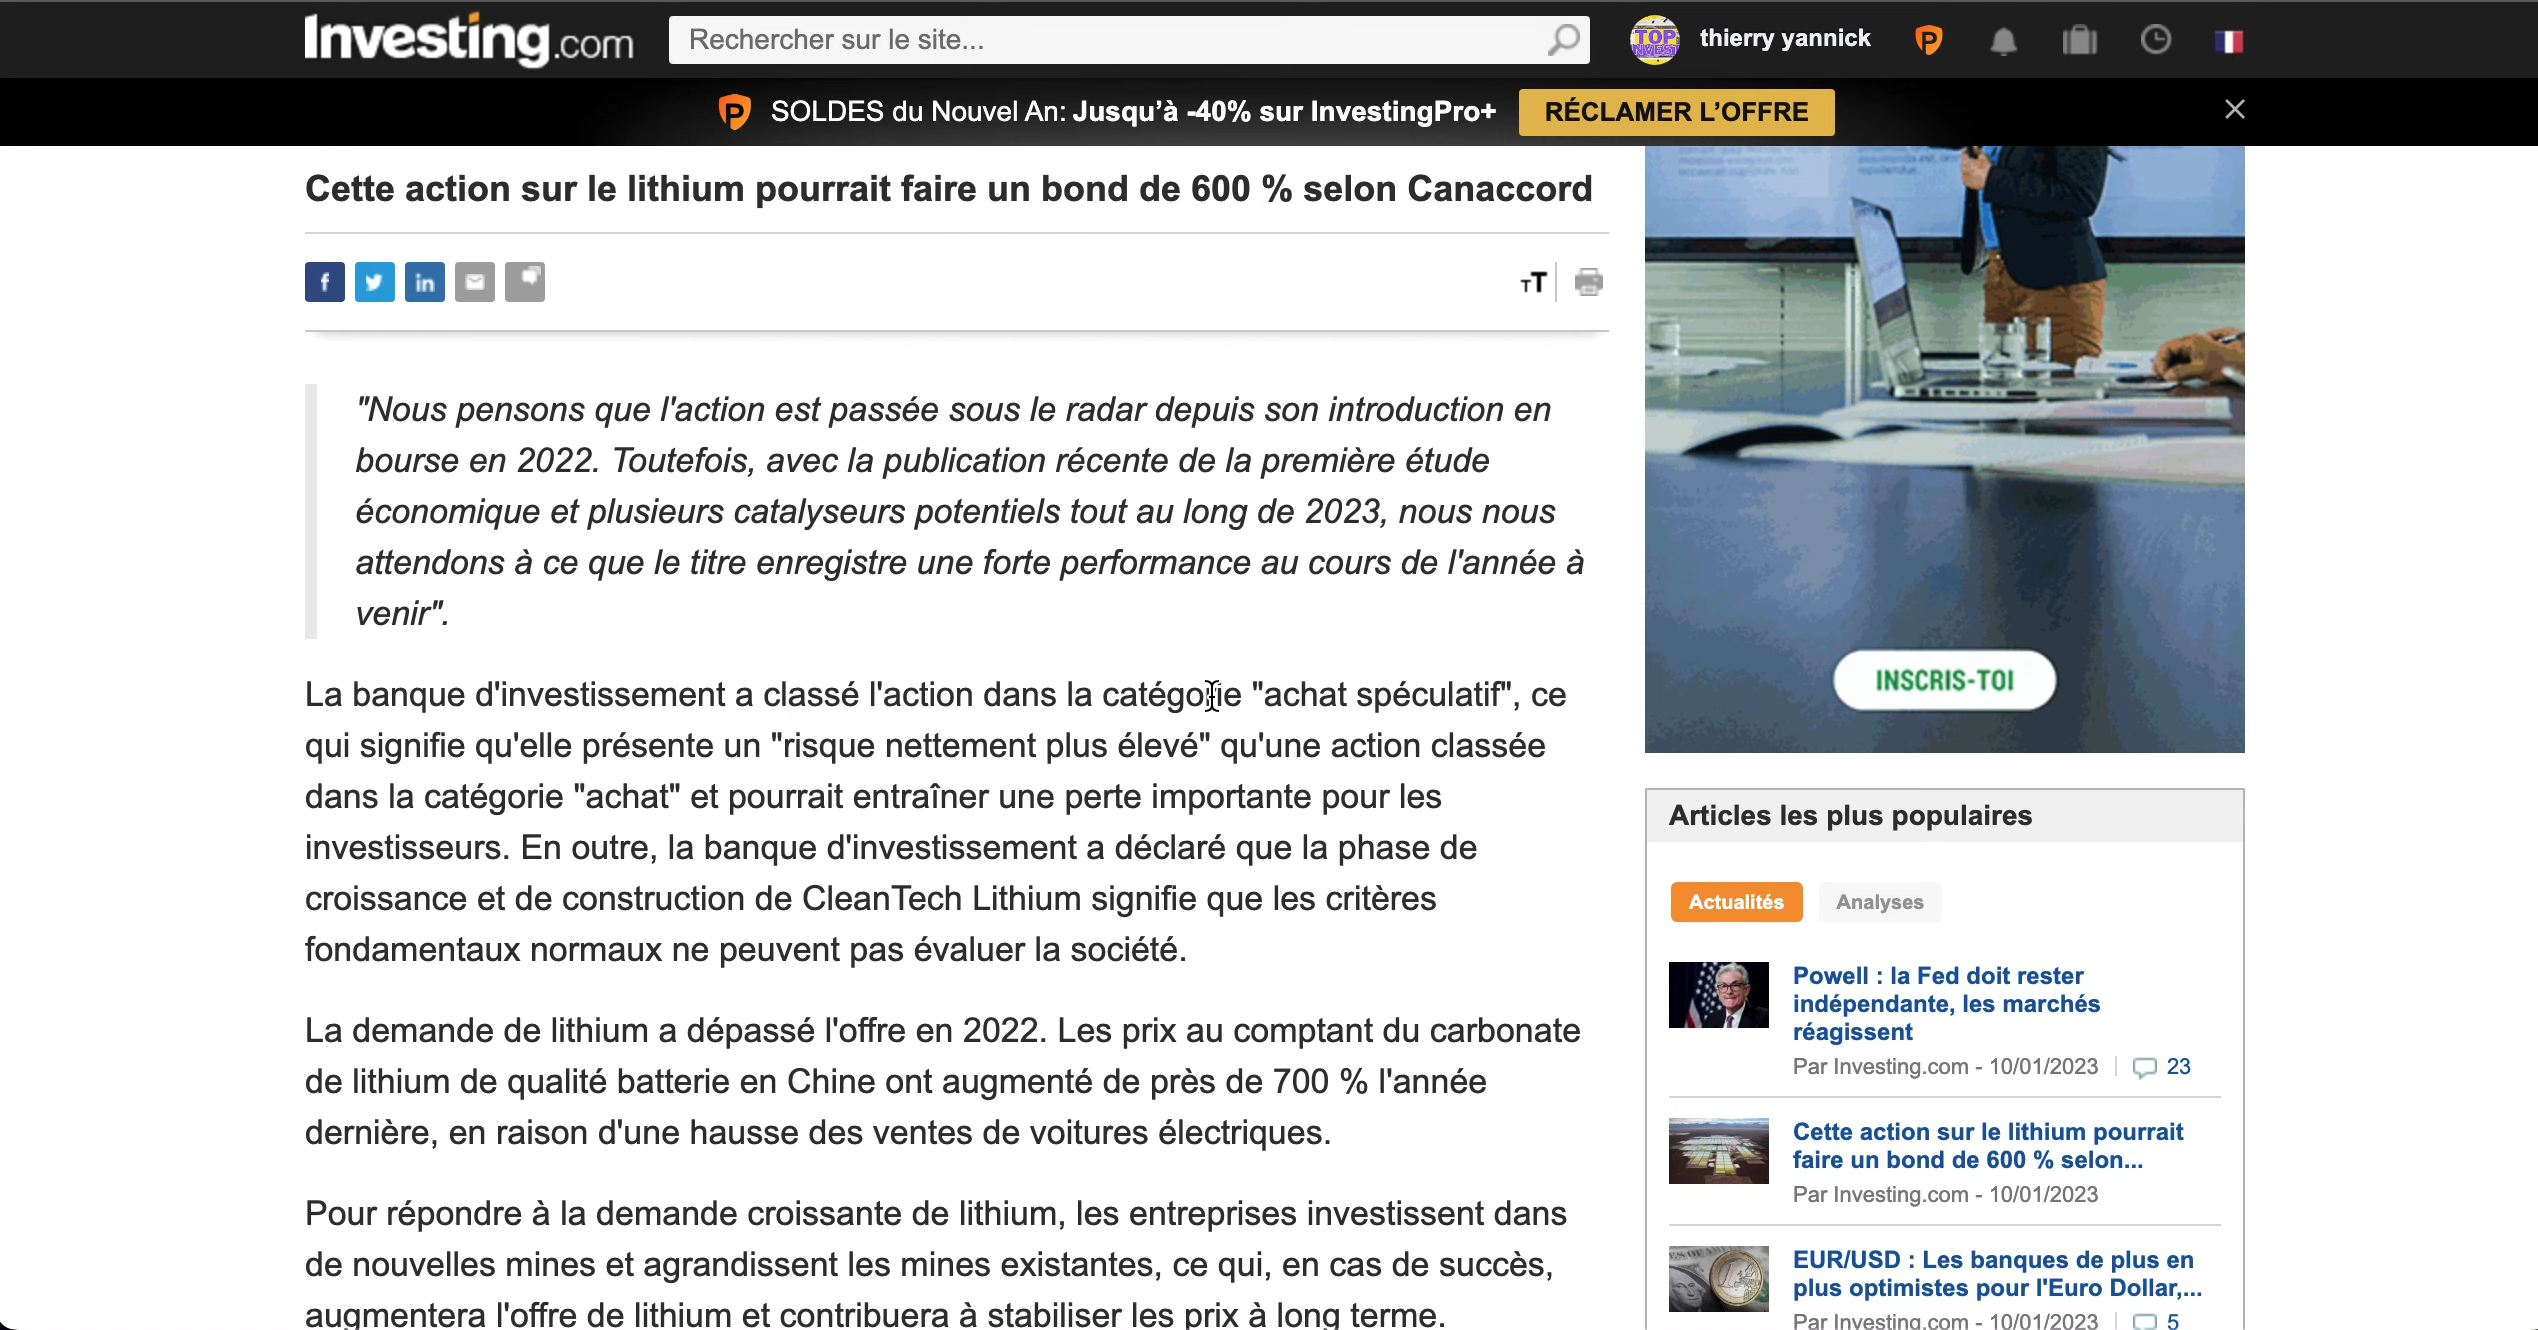 Investing.com
Rechercher sur le site...
TOP
INVEST
thierry yannick
P
P
SOLDES du Nouvel An: Jusqu’à -40% sur InvestingPro+
RÉCLAMER L’OFFRE
Cette action sur le lithium pourrait faire un bond de 600 % selon Canaccord
f
in
TT
"Nous pensons que l'action est passée sous le radar depuis son introduction en
bourse en 2022. Toutefois, avec la publication récente de la première étude
économique et plusieurs catalyseurs potentiels tout au long de 2023, nous nous
attendons à ce que le titre enregistre une forte performance au cours de l'année à
venir".
La banque d'investissement a classé l'action dans la catégorie "achat spéculatif", ce
qui signifie qu'elle présente un "risque nettement plus élevé" qu'une action classée
dans la catégorie "achat" et pourrait entraîner une perte importante pour les
investisseurs. En outre, la banque d'investissement a déclaré que la phase de
croissance et de construction de CleanTech Lithium signifie que les critères
fondamentaux normaux ne peuvent pas évaluer la société.
La demande de lithium a dépassé l'offre en 2022. Les prix au comptant du carbonate
de lithium de qualité batterie en Chine ont augmenté de près de 700 % l'année
dernière, en raison d'une hausse des ventes de voitures électriques.
Pour répondre à la demande croissante de lithium, les entreprises investissent dans
de nouvelles mines et agrandissent les mines existantes, ce qui, en cas de succès,
augmentera l'offre de lithium et contribuera à stabiliser les prix à long terme.
INSCRIS-TOI
Articles les plus populaires
Actualités
Analyses
Powell : la Fed doit rester
indépendante, les marchés
réagissent
Par Investing.com - 10/01/2023
23
Cette action sur le lithium pourrait
faire un bond de 600 % selon...
Par Investing.com - 10/01/2023
EUR/USD : Les banques de plus en
plus optimistes pour l'Euro Dollar,...
Par Investing.com - 10/01/2023
5